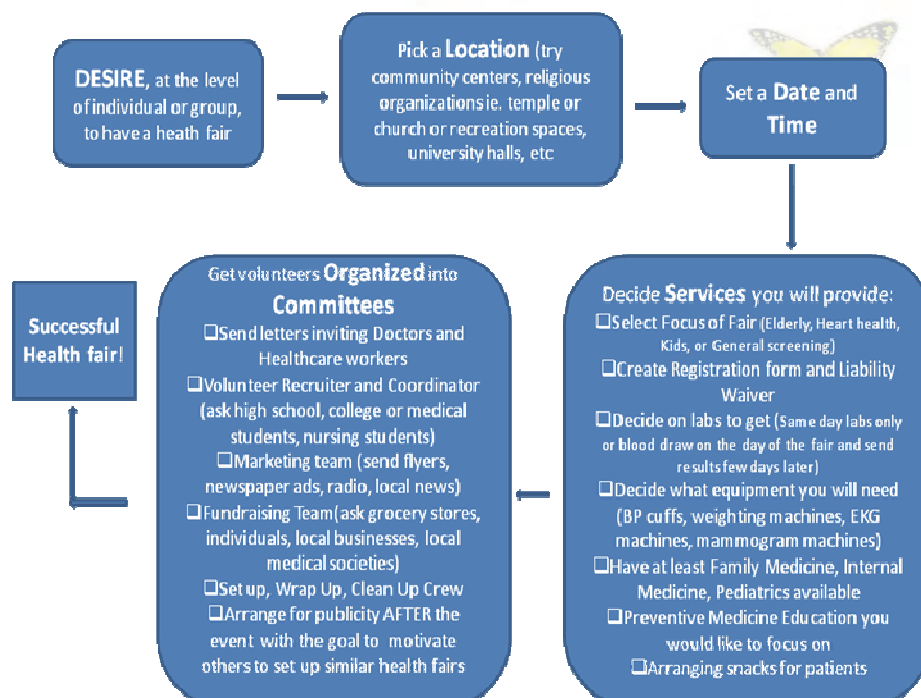 DESIRE, at the level
of individual or group,
to have a heath fair
Pick a Location (try
community centers, religious
organizations ie. temple or
church or recreation spaces,
university halls, etc
Set a Date and
Time
Decide Services you will provide:
❑Select Focus of Fair (Elderly, Heart health,
Kids, or General screening)
❑Create Registration form and Liability
Waiver
❑Decide on labs to get (Same day labs only
or blood draw on the day of the fair and send
results few days later)
❑Decide what equipment you will need
(BP cuffs, weighting machines, EKG
machines, mammogram machines)
❑Have at least Family Medicine, Internal
Medicine, Pediatrics available
❑Preventive Medicine Education you
would like to focus on
❑Arranging snacks for patients
Get volunteers Organized into
Committees
❑Send letters inviting Doctors and
Healthcare workers
❑Volunteer Recruiter and Coordinator
(ask high school, college or medical
students, nursing students)
❑Marketing team (send flyers,
newspaper ads, radio, local news)
❑Fundraising Team(ask grocery stores,
individuals, local businesses, local
medical societies)
❑Set up, Wrap Up, Clean Up Crew
❑Arrange for publicity AFTER the
event with the goal to motivate
others to set up similar health fairs
Successful
Health fair!